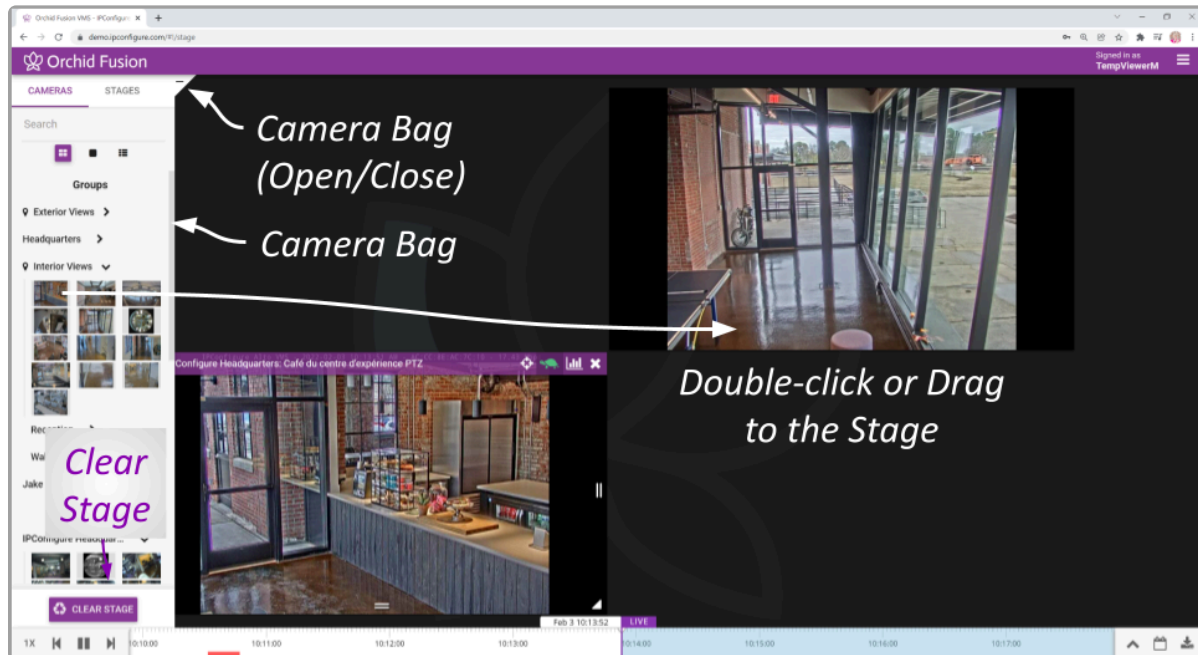 Orchid Fusion VMS - IPConfigur
demo.ipconfigure.com/#!/stage
Orchid Fusion
Signed in as
TempViewerM
CAMERAS STAGES
Search
Groups
Exterior Views
Headquarters
Interior Views
Camera Bag
(Open/Close)
Camera Bag
Configure Headquarters: Café du centre d'expérience PTZ
Double-click or Drag
to the Stage
Clear
Stage
Jake
IPConfigure Headquar...
CLEAR STAGE
Feb 3 10:13:52 LIVE
1X 10:10:00 10:11:00 10:12:00 10:13:00 10:14:00 10:15:00 10:16:00 10:17:00